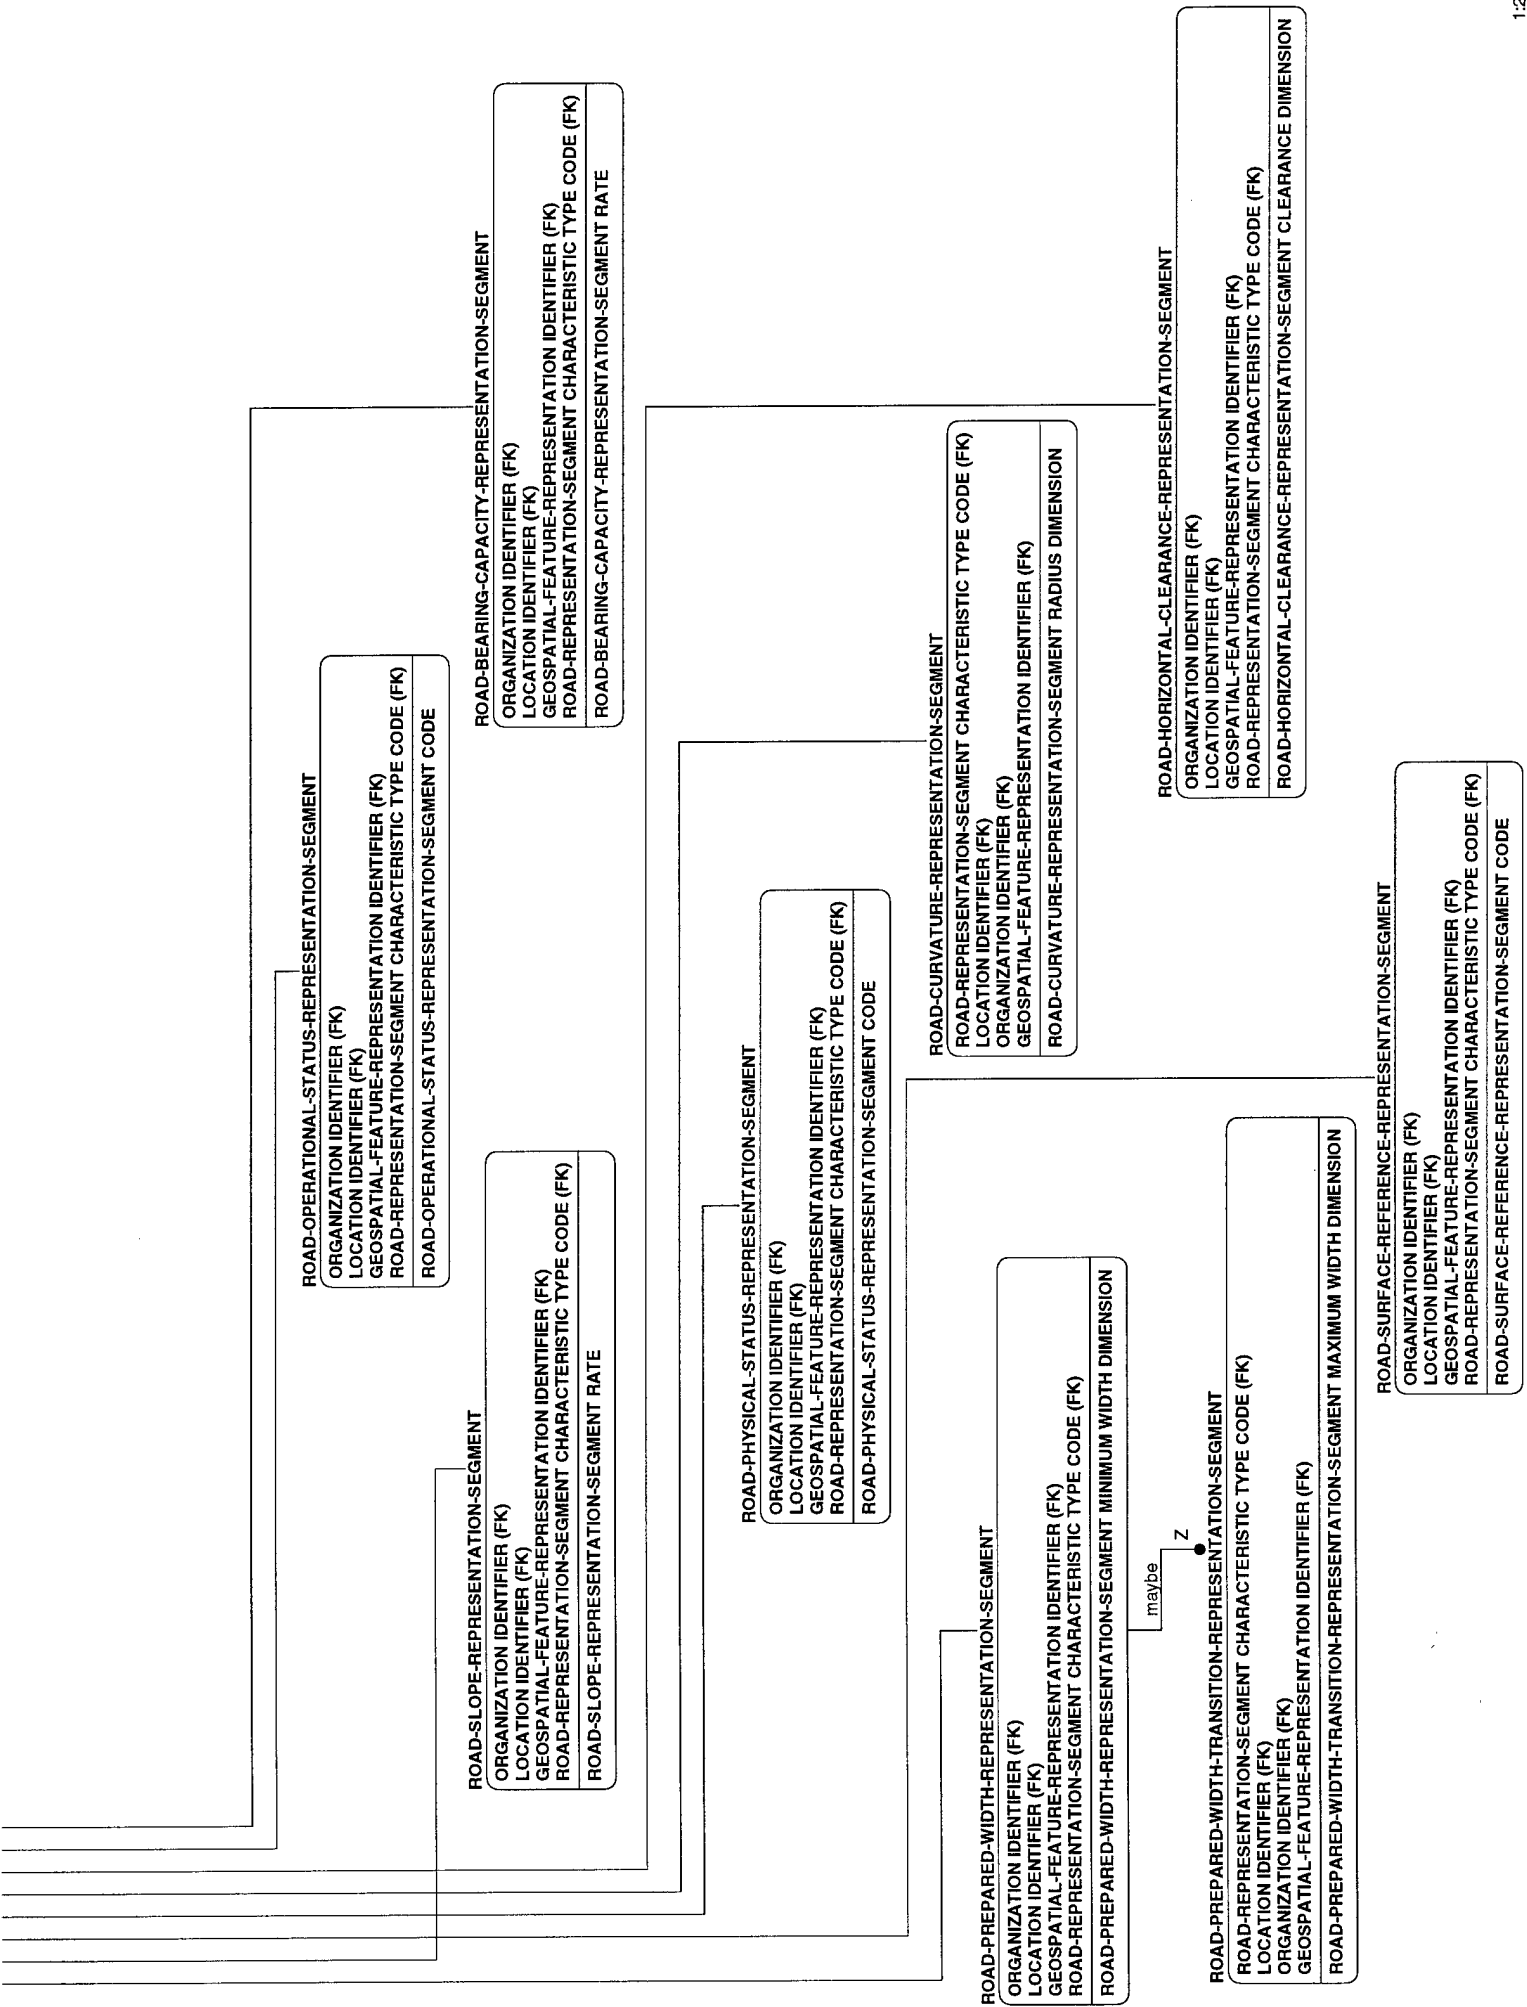 ROAD-OPERATIONAL-STATUS-REPRESENTATION-SEGMENT
ORGANIZATION IDENTIFIER (FK)
LOCATION IDENTIFIER (FK)
GEOSPATIAL-FEATURE-REPRESENTATION IDENTIFIER (FK)
ROAD-REPRESENTATION-SEGMENT CHARACTERISTIC TYPE CODE (FK)
ROAD-OPERATIONAL-STATUS-REPRESENTATION-SEGMENT CODE
ROAD-SLOPE-REPRESENTATION-SEGMENT
ORGANIZATION IDENTIFIER (FK)
LOCATION IDENTIFIER (FK)
GEOSPATIAL-FEATURE-REPRESENTATION IDENTIFIER (FK)
ROAD-REPRESENTATION-SEGMENT CHARACTERISTIC TYPE CODE (FK)
ROAD-SLOPE-REPRESENTATION-SEGMENT RATE
ROAD-BEARING-CAPACITY-REPRESENTATION-SEGMENT
ORGANIZATION IDENTIFIER (FK)
LOCATION IDENTIFIER (FK)
GEOSPATIAL-FEATURE-REPRESENTATION IDENTIFIER (FK)
ROAD-REPRESENTATION-SEGMENT CHARACTERISTIC TYPE CODE (FK)
ROAD-BEARING-CAPACITY-REPRESENTATION-SEGMENT RATE
ROAD-PHYSICAL-STATUS-REPRESENTATION-SEGMENT
ORGANIZATION IDENTIFIER (FK)
LOCATION IDENTIFIER (FK)
GEOSPATIAL-FEATURE-REPRESENTATION IDENTIFIER (FK)
ROAD-REPRESENTATION-SEGMENT CHARACTERISTIC TYPE CODE (FK)
ROAD-PHYSICAL-STATUS-REPRESENTATION-SEGMENT CODE
ROAD-CURVATURE-REPRESENTATION-SEGMENT
ROAD-REPRESENTATION-SEGMENT CHARACTERISTIC TYPE CODE (FK)
LOCATION IDENTIFIER (FK)
ORGANIZATION IDENTIFIER (FK)
GEOSPATIAL-FEATURE-REPRESENTATION IDENTIFIER (FK)
ROAD-CURVATURE-REPRESENTATION-SEGMENT RADIUS DIMENSION
ROAD-PREPARED-WIDTH-REPRESENTATION-SEGMENT
ORGANIZATION IDENTIFIER (FK)
LOCATION IDENTIFIER (FK)
GEOSPATIAL-FEATURE-REPRESENTATION IDENTIFIER (FK)
ROAD-REPRESENTATION-SEGMENT CHARACTERISTIC TYPE CODE (FK)
ROAD-PREPARED-WIDTH-REPRESENTATION-SEGMENT MINIMUM WIDTH DIMENSION
maybe
Z
ROAD-HORIZONTAL-CLEARANCE-REPRESENTATION-SEGMENT
ORGANIZATION IDENTIFIER (FK)
LOCATION IDENTIFIER (FK)
GEOSPATIAL-FEATURE-REPRESENTATION IDENTIFIER (FK)
ROAD-REPRESENTATION-SEGMENT CHARACTERISTIC TYPE CODE (FK)
ROAD-HORIZONTAL-CLEARANCE-REPRESENTATION-SEGMENT CLEARANCE DIMENSION
ROAD-PREPARED-WIDTH-TRANSITION-REPRESENTATION-SEGMENT
ROAD-REPRESENTATION-SEGMENT CHARACTERISTIC TYPE CODE (FK)
LOCATION IDENTIFIER (FK)
ORGANIZATION IDENTIFIER (FK)
GEOSPATIAL-FEATURE-REPRESENTATION IDENTIFIER (FK)
ROAD-PREPARED-WIDTH-TRANSITION-REPRESENTATION-SEGMENT MAXIMUM WIDTH DIMENSION
ROAD-SURFACE-REFERENCE-REPRESENTATION-SEGMENT
ORGANIZATION IDENTIFIER (FK)
LOCATION IDENTIFIER (FK)
GEOSPATIAL-FEATURE-REPRESENTATION IDENTIFIER (FK)
ROAD-REPRESENTATION-SEGMENT CHARACTERISTIC TYPE CODE (FK)
ROAD-SURFACE-REFERENCE-REPRESENTATION-SEGMENT CODE